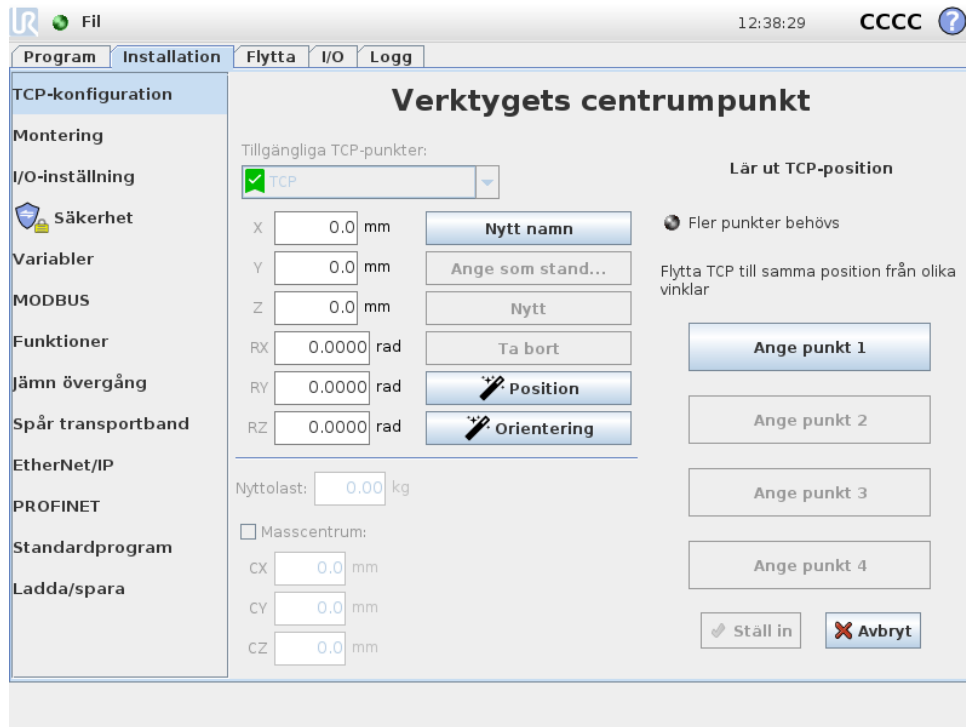 UR Fil 12:38:29 CCCC ?
Program Installation Flytta I/O Logg
TCP-konfiguration
Montering
I/O-inställning
Säkerhet
Variabler
MODBUS
Funktioner
Jämn övergång
Spår transportband
EtherNet/IP
PROFINET
Standardprogram
Ladda/spara
Verktygets centrumpunkt
Tillgängliga TCP-punkter:
TCP
X 0.0 mm Nytt namn
Y 0.0 mm Ange som stand...
Z 0.0 mm Nytt
RX 0.0000 rad Ta bort
RY 0.0000 rad Position
RZ 0.0000 rad Orientering
Nyttolast: 0.00 kg
Masscentrum:
CX 0.0 mm
CY 0.0 mm
CZ 0.0 mm
Lär ut TCP-position
Fler punkter behövs
Flytta TCP till samma position från olika
vinklar
Ange punkt 1
Ange punkt 2
Ange punkt 3
Ange punkt 4
Ställ in Avbryt